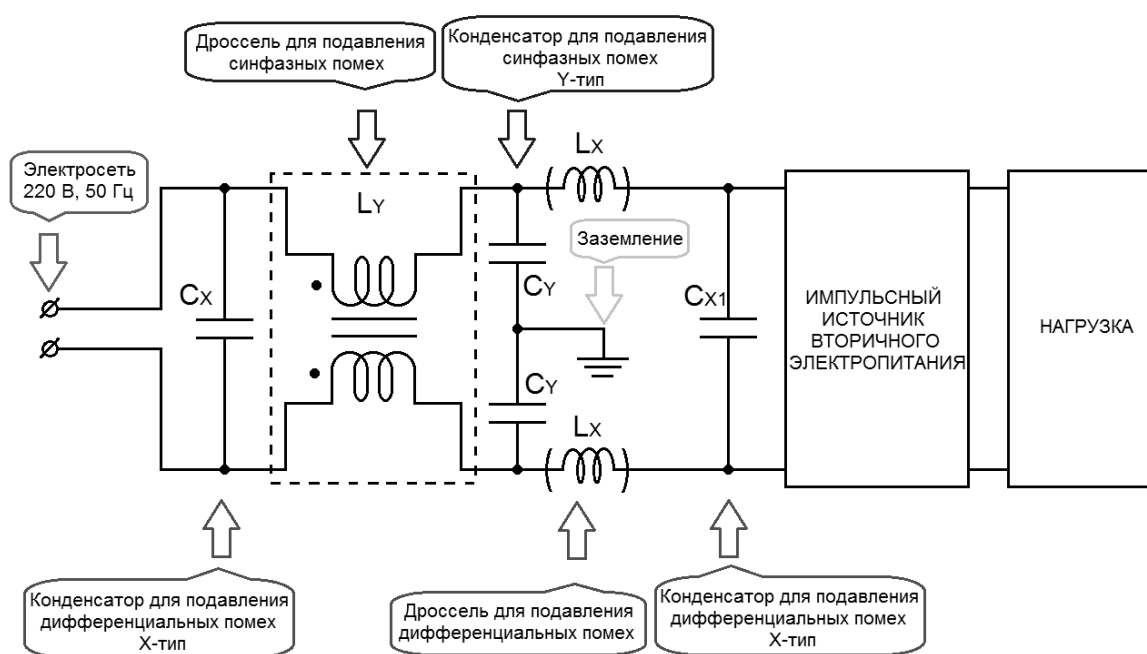 Дроссель для подавления
синфазных помех
Конденсатор для подавления
синфазных помех
Y-тип
Электросеть
220 В, 50 Гц
LY
LX
Заземление
CX
CY
CX1
CY
LX
ИМПУЛЬСНЫЙ
ИСТОЧНИК
ВТОРИЧНОГО
ЭЛЕКТРОПИТАНИЯ
НАГРУЗКА
Конденсатор для подавления
дифференциальных помех
X-тип
Дроссель для подавления
дифференциальных помех
Конденсатор для подавления
дифференциальных помех
X-тип